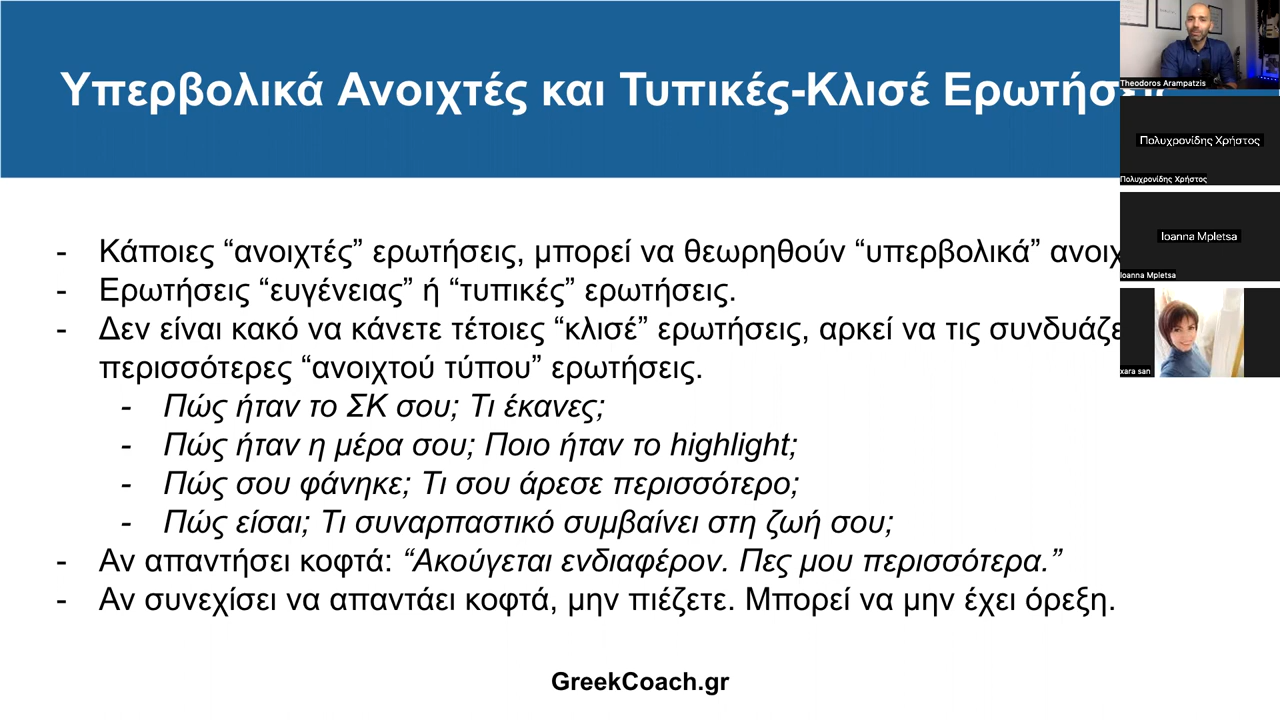 Υπερβολικά Ανοιχτές και Τυπικές-Κλισέ Ερωτήσεις
- Κάποιες “ανοιχτές” ερωτήσεις, μπορεί να θεωρηθούν “υπερβολικά”
- Ερωτήσεις “ευγένειας” ή “τυπικές” ερωτήσεις.
- Δεν είναι κακό να κάνετε τέτοιες “κλισέ” ερωτήσεις, αρκεί να τις
περισσότερες “ανοιχτού τύπου” ερωτήσεις.
- Πώς ήταν το ΣΚ σου; Τι έκανες;
- Πώς ήταν η μέρα σου; Ποιο ήταν το highlight;
- Πώς σου φάνηκε; Τι σου άρεσε περισσότερο;
- Πώς είσαι; Τι συναρπαστικό συμβαίνει στη ζωή σου;
- Αν απαντήσει κοφτά: “Ακούγεται ενδιαφέρον. Πες μου περισσότερα.”
- Αν συνεχίσει να απαντάει κοφτά, μην πιέζετε. Μπορεί να μην έχει όρεξη.
GreekCoach.gr
Theodoros Arampatzis
Πολυχρονίδης Χρήστος
Πολυχρονίδης Χρήστος
Ioanna Mpletsa
Ioanna Mpletsa
xara san